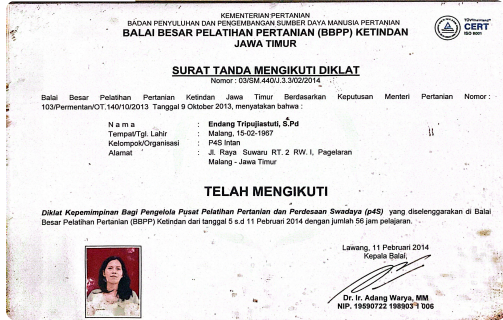 KEMENTERIAN PERTANIAN
BADAN PENYULUHAN DAN PENGEMBANGAN SUMBER DAYA MANUSIA PERTANIAN
BALAI BESAR PELATIHAN PERTANIAN (BBPP) KETINDAN
JAWA TIMUR
CERT
ISO 9001
SURAT TANDA MENGIKUTI DIKLAT
Nomor : 03/SM.440/J.3.3/02/2014
Balai Besar Pelatihan Pertanian Ketindan Jawa Timur Berdasarkan Keputusan Menteri Pertanian Nomor :
103/Permentan/OT.140/10/2013 Tanggal 9 Oktober 2013, menyatakan bahwa :
N a m a : Endang Tripujiastuti, S.Pd
Tempat/Tgl. Lahir : Malang, 15-02-1967
Kelompok/Organisasi : P4S Intan
Alamat : Jl. Raya Suwaru RT. 2 RW. I, Pagelaran
Malang - Jawa Timur
TELAH MENGIKUTI
Diklat Kepemimpinan Bagi Pengelola Pusat Pelatihan Pertanian dan Perdesaan Swadaya (p4S) yang diselenggarakan di Balai
Besar Pelatihan Pertanian (BBPP) Ketindan dari tanggal 5 s.d 11 Pebruari 2014 dengan jumlah 56 jam pelajaran.
Lawang, 11 Pebruari 2014
Kepala Balai,
Dr. Ir. Adang Warya, MM
NIP. 19590722 198903 1 006